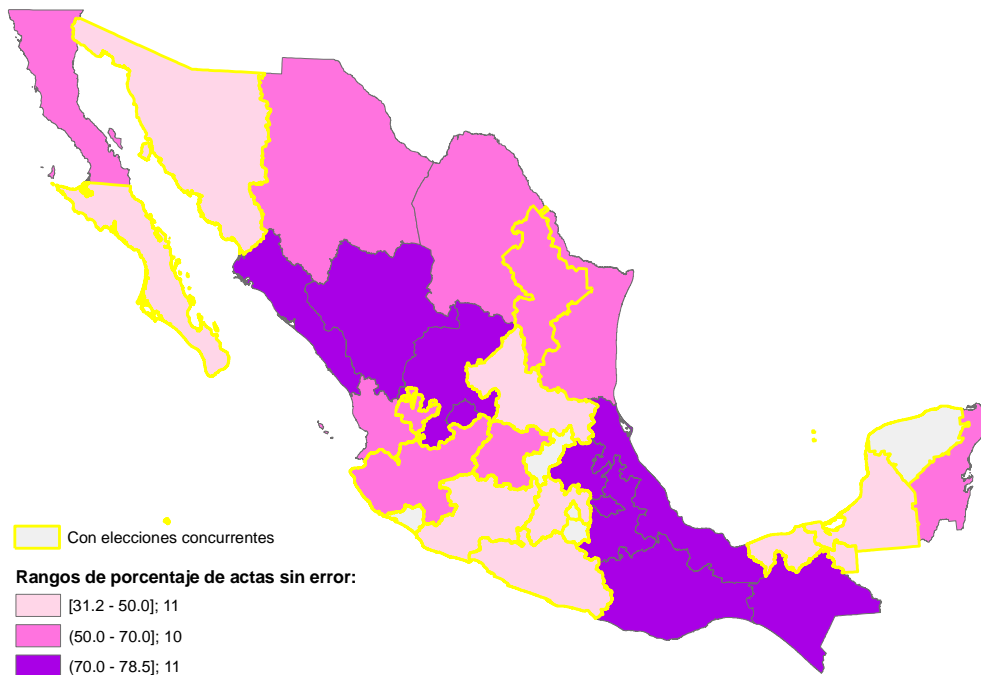 Con elecciones concurrentes
Rangos de porcentaje de actas sin error:
[31.2 - 50.0]; 11
(50.0 - 70.0]; 10
(70.0 - 78.5]; 11